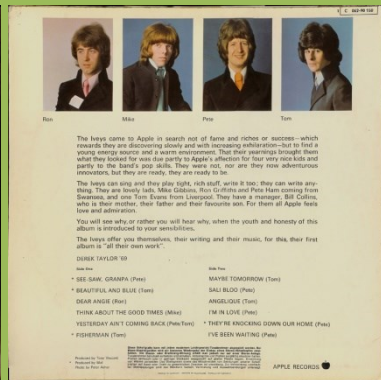 C 062-90 150
Ron Mike Pete Tom
The Iveys came to Apple in search not of fame and riches or success—which
rewards they are discovering slowly and with increasing exhilaration—but to find a
young energy source and a warm environment. That their yearnings brought them
what they looked for was due partly to Apple's affection for four very nice kids and
partly to the band's pop skills. They were not, nor are they now adventurous
innovators, but they are ready, they are ready to be.
The Iveys can sing and they play tight, rich stuff, write it too; they can write any-
thing. They are lovely lads, Mike Gibbins, Ron Griffiths and Pete Ham coming from
Swansea, and one Tom Evans from Liverpool. They have a manager, Bill Collins,
who is their mother, their father and their favourite son. For them all Apple feels
love and admiration.
You will see why, or rather you will hear why, when the youth and honesty of this
album is introduced to your sensibilities.
The Iveys offer you themselves, their writing and their music, for this, their first
album is "all their own work".
DEREK TAYLOR '69
Side One
* SEE-SAW, GRANPA (Pete)
* BEAUTIFUL AND BLUE (Tom)
DEAR ANGIE (Ron)
THINK ABOUT THE GOOD TIMES (Mike)
YESTERDAY AIN'T COMING BACK (Pete/Tom)
* FISHERMAN (Tom)
Side Two
MAYBE TOMORROW (Tom)
SALI BLOO (Pete)
ANGELIQUE (Tom)
I'M IN LOVE (Pete)
* THEY'RE KNOCKING DOWN OUR HOME (Pete)
I'VE BEEN WAITING (Pete)
APPLE RECORDS